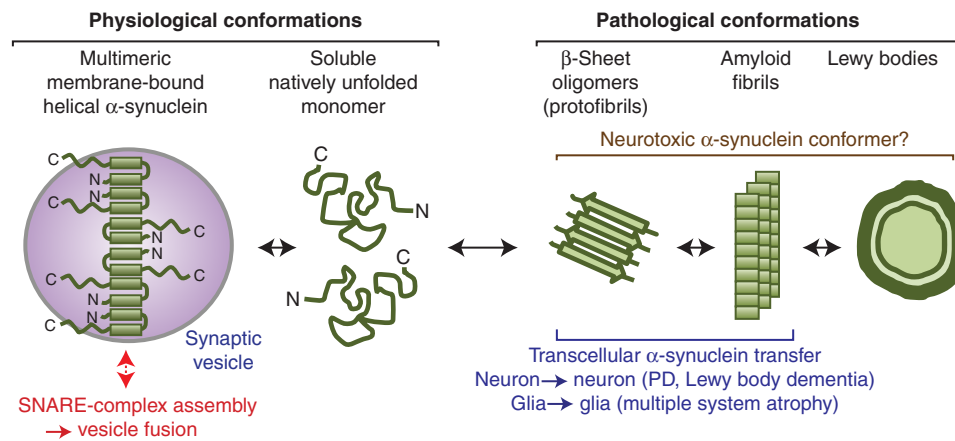 Physiological conformations
Pathological conformations
Multimeric
membrane-bound
helical α-synuclein
Soluble
natively unfolded
monomer
β-Sheet
oligomers
(protofibrils)
Amyloid
fibrils
Lewy bodies
Neurotoxic α-synuclein conformer?
C
N
N
C
C
N
N
C
C
N
N
C
C
N
C
N
Synaptic
vesicle
SNARE-complex assembly
→ vesicle fusion
Transcellular α-synuclein transfer
Neuron → neuron (PD, Lewy body dementia)
Glia → glia (multiple system atrophy)